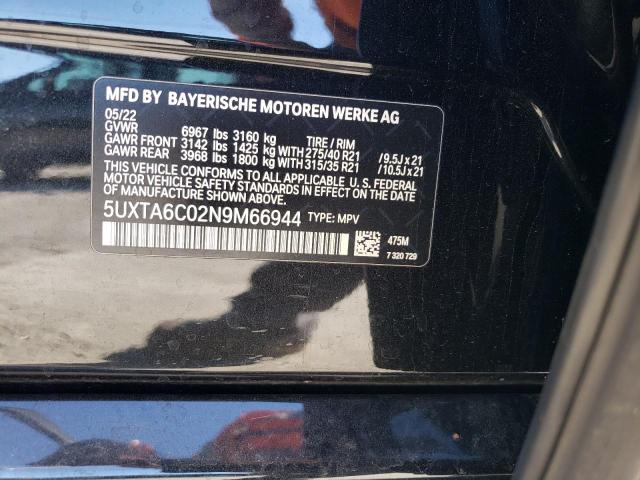 MFD BY BAYERISCHE MOTOREN WERKE AG
05/22
GVWR 6967 lbs 3160 kg TIRE / RIM
GAWR FRONT 3142 lbs 1425 kg WITH 275/40 R21 /9.5J x 21
GAWR REAR 3968 lbs 1800 kg WITH 315/35 R21 /10.5J x 21
THIS VEHICLE CONFORMS TO ALL APPLICABLE U.S. FEDERAL
MOTOR VEHICLE SAFETY STANDARDS IN EFFECT ON THE DATE
OF MANUFACTURE SHOWN ABOVE.
5UXTA6C02N9M66944 TYPE: MPV
475M
7 320 729